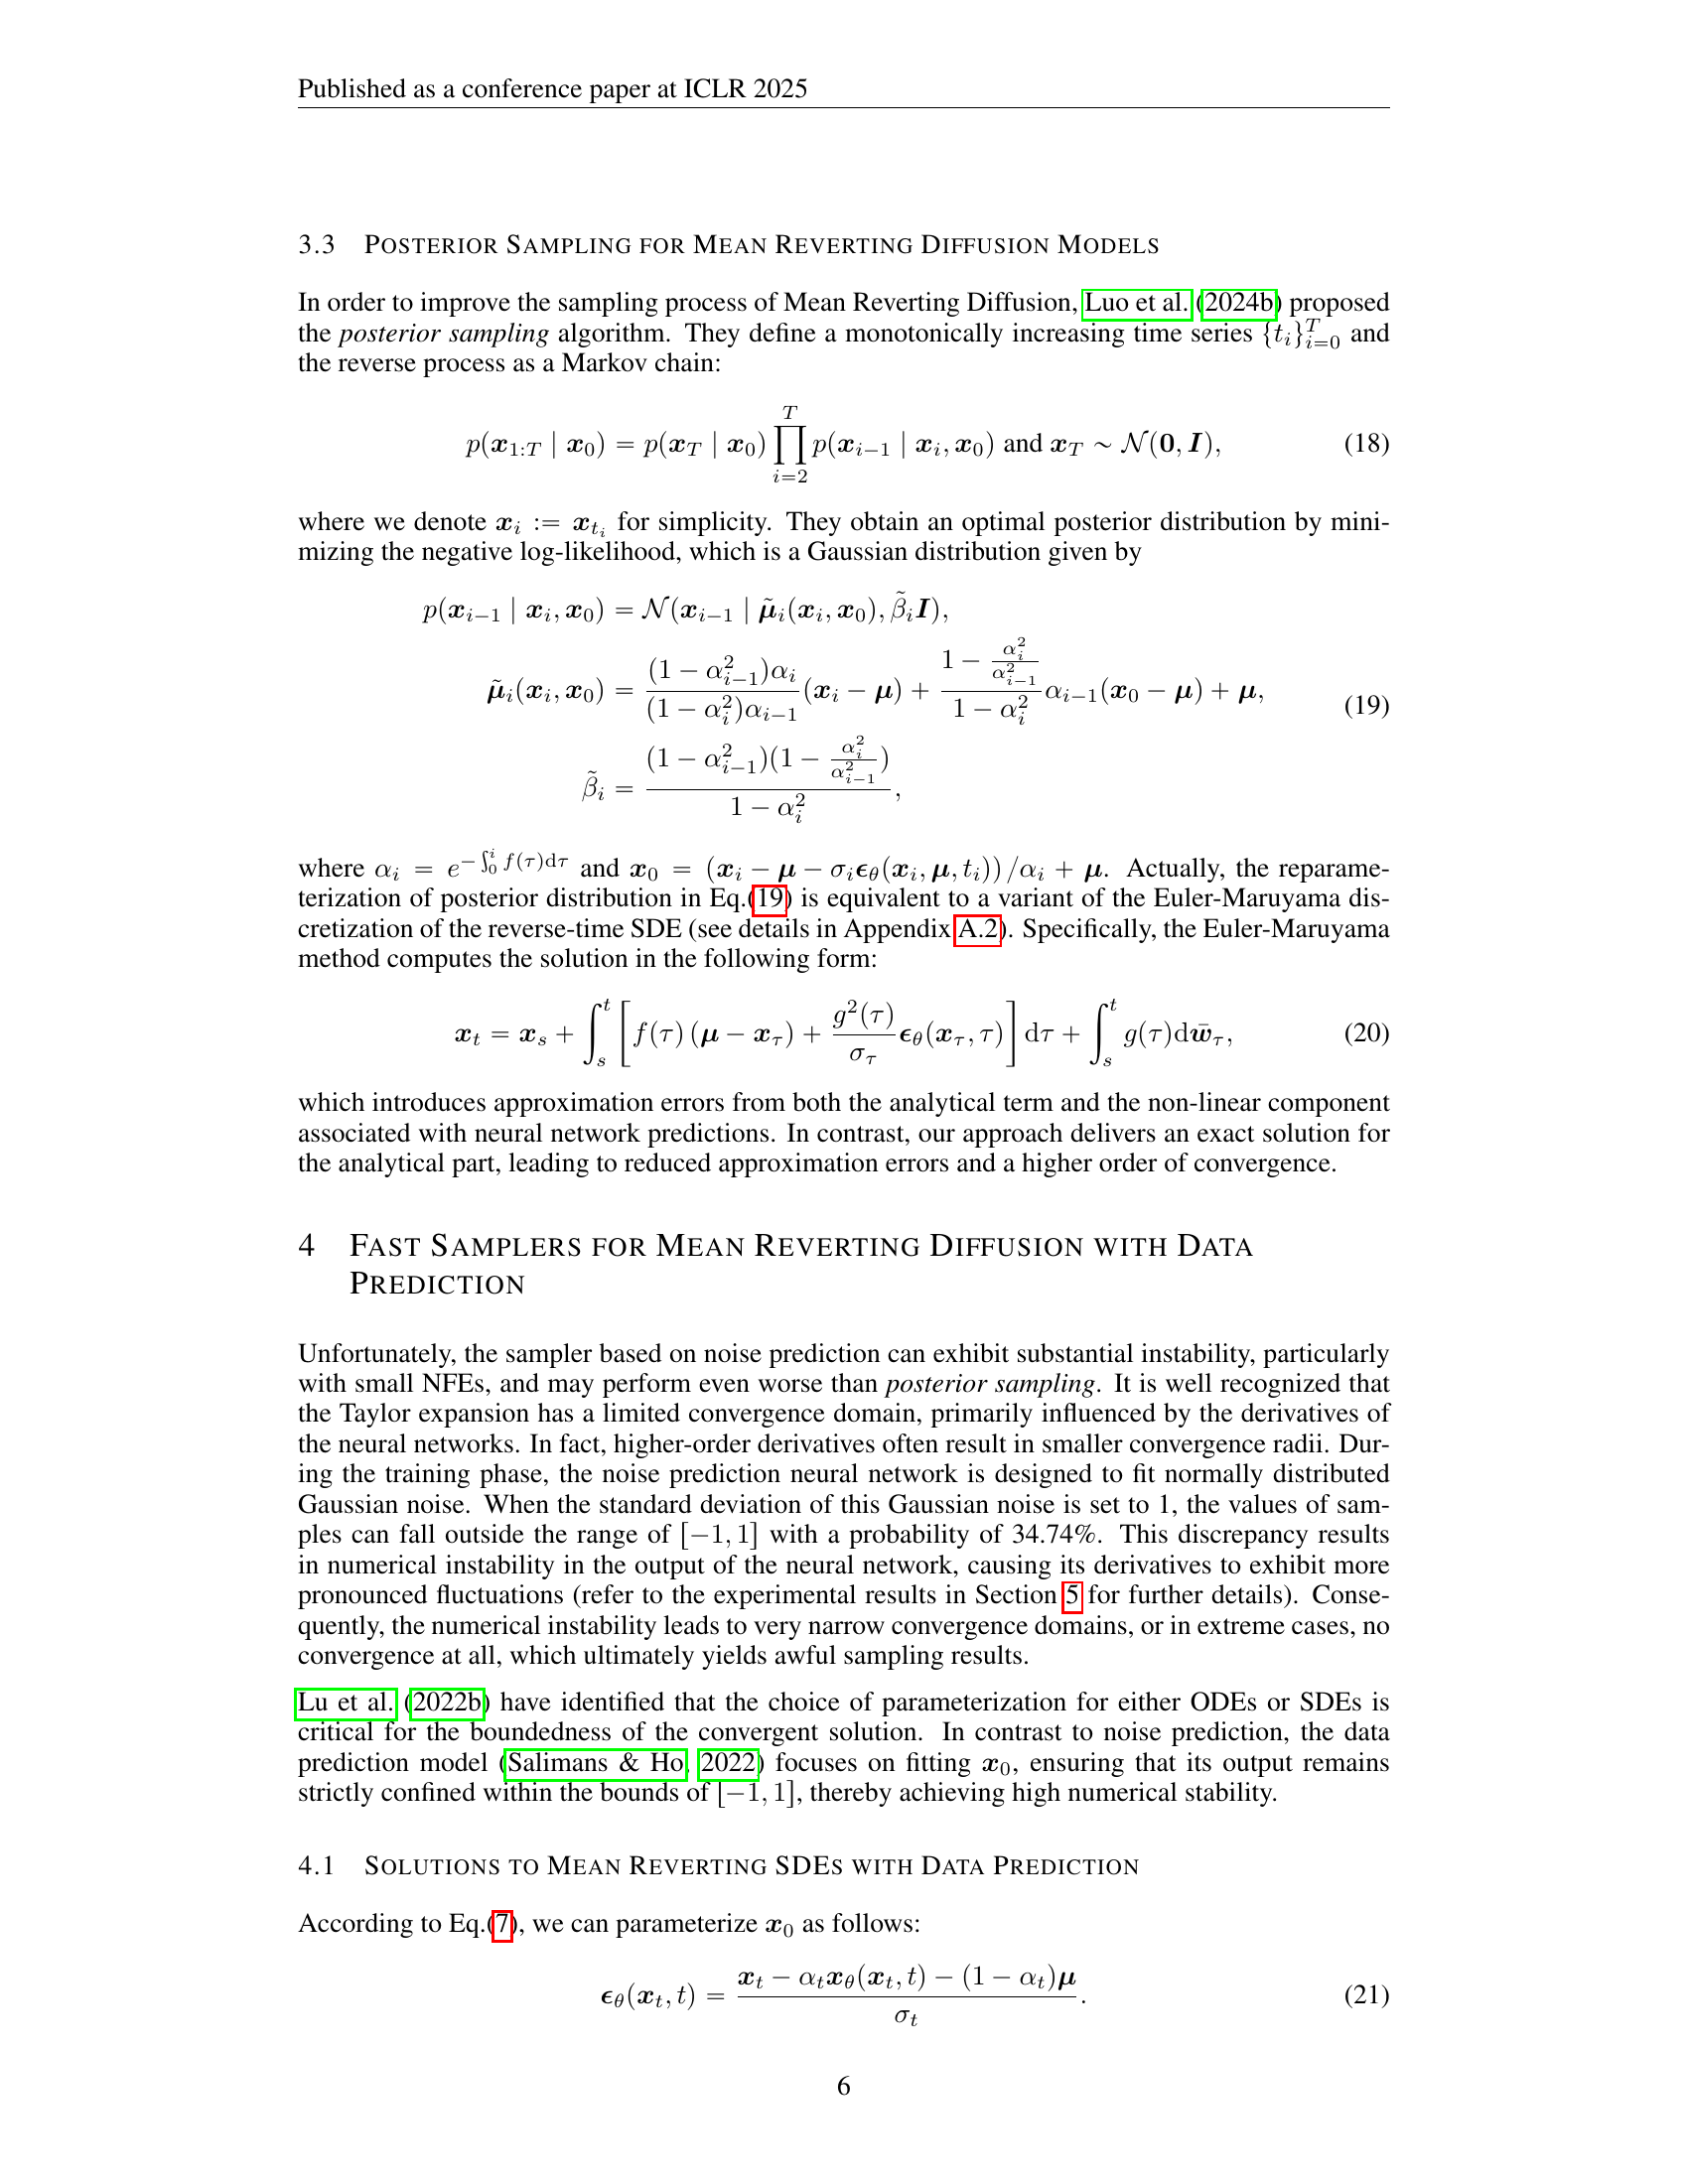 Published as a conference paper at ICLR 2025
3.3 POSTERIOR SAMPLING FOR MEAN REVERTING DIFFUSION MODELS
In order to improve the sampling process of Mean Reverting Diffusion, Luo et al. (2024b) proposed
the posterior sampling algorithm. They define a monotonically increasing time series $\{t_i\}_{i=0}^{T}$ and
the reverse process as a Markov chain:
$p(\boldsymbol{x}_{1:T} \mid \boldsymbol{x}_0) = p(\boldsymbol{x}_T \mid \boldsymbol{x}_0) \prod_{i=2}^{T} p(\boldsymbol{x}_{i-1} \mid \boldsymbol{x}_i, \boldsymbol{x}_0) \text{ and } \boldsymbol{x}_T \sim \mathcal{N}(\boldsymbol{0}, \boldsymbol{I}),$ (18)
where we denote $\boldsymbol{x}_i := \boldsymbol{x}_{t_i}$ for simplicity. They obtain an optimal posterior distribution by mini-
mizing the negative log-likelihood, which is a Gaussian distribution given by
$p(\boldsymbol{x}_{i-1} \mid \boldsymbol{x}_i, \boldsymbol{x}_0) = \mathcal{N}(\boldsymbol{x}_{i-1} \mid \tilde{\boldsymbol{\mu}}_i(\boldsymbol{x}_i, \boldsymbol{x}_0), \tilde{\beta}_i \boldsymbol{I}),$
$\tilde{\boldsymbol{\mu}}_i(\boldsymbol{x}_i, \boldsymbol{x}_0) = \frac{(1-\alpha_{i-1}^2)\alpha_i}{(1-\alpha_i^2)\alpha_{i-1}}(\boldsymbol{x}_i - \boldsymbol{\mu}) + \frac{1-\frac{\alpha_i^2}{\alpha_{i-1}^2}}{1-\alpha_i^2}\alpha_{i-1}(\boldsymbol{x}_0 - \boldsymbol{\mu}) + \boldsymbol{\mu},$ (19)
$\tilde{\beta}_i = \frac{(1-\alpha_{i-1}^2)(1-\frac{\alpha_i^2}{\alpha_{i-1}^2})}{1-\alpha_i^2},$
where $\alpha_i = e^{-\int_0^i f(\tau)\mathrm{d}\tau}$ and $\boldsymbol{x}_0 = (\boldsymbol{x}_i - \boldsymbol{\mu} - \sigma_i \boldsymbol{\epsilon}_\theta(\boldsymbol{x}_i, \boldsymbol{\mu}, t_i))/\alpha_i + \boldsymbol{\mu}$. Actually, the reparame-
terization of posterior distribution in Eq.(19) is equivalent to a variant of the Euler-Maruyama dis-
cretization of the reverse-time SDE (see details in Appendix A.2). Specifically, the Euler-Maruyama
method computes the solution in the following form:
$\boldsymbol{x}_t = \boldsymbol{x}_s + \int_s^t \left[ f(\tau)(\boldsymbol{\mu} - \boldsymbol{x}_\tau) + \frac{g^2(\tau)}{\sigma_\tau}\boldsymbol{\epsilon}_\theta(\boldsymbol{x}_\tau, \tau) \right] \mathrm{d}\tau + \int_s^t g(\tau)\mathrm{d}\bar{\boldsymbol{w}}_\tau,$ (20)
which introduces approximation errors from both the analytical term and the non-linear component
associated with neural network predictions. In contrast, our approach delivers an exact solution for
the analytical part, leading to reduced approximation errors and a higher order of convergence.
4 FAST SAMPLERS FOR MEAN REVERTING DIFFUSION WITH DATA
PREDICTION
Unfortunately, the sampler based on noise prediction can exhibit substantial instability, particularly
with small NFEs, and may perform even worse than posterior sampling. It is well recognized that
the Taylor expansion has a limited convergence domain, primarily influenced by the derivatives of
the neural networks. In fact, higher-order derivatives often result in smaller convergence radii. Dur-
ing the training phase, the noise prediction neural network is designed to fit normally distributed
Gaussian noise. When the standard deviation of this Gaussian noise is set to 1, the values of sam-
ples can fall outside the range of $[-1, 1]$ with a probability of 34.74%. This discrepancy results
in numerical instability in the output of the neural network, causing its derivatives to exhibit more
pronounced fluctuations (refer to the experimental results in Section 5 for further details). Conse-
quently, the numerical instability leads to very narrow convergence domains, or in extreme cases, no
convergence at all, which ultimately yields awful sampling results.
Lu et al. (2022b) have identified that the choice of parameterization for either ODEs or SDEs is
critical for the boundedness of the convergent solution. In contrast to noise prediction, the data
prediction model (Salimans & Ho, 2022) focuses on fitting $\boldsymbol{x}_0$, ensuring that its output remains
strictly confined within the bounds of $[-1, 1]$, thereby achieving high numerical stability.
4.1 SOLUTIONS TO MEAN REVERTING SDES WITH DATA PREDICTION
According to Eq.(7), we can parameterize $\boldsymbol{x}_0$ as follows:
$\boldsymbol{\epsilon}_\theta(\boldsymbol{x}_t, t) = \frac{\boldsymbol{x}_t - \alpha_t \boldsymbol{x}_\theta(\boldsymbol{x}_t, t) - (1-\alpha_t)\boldsymbol{\mu}}{\sigma_t}.$ (21)
6